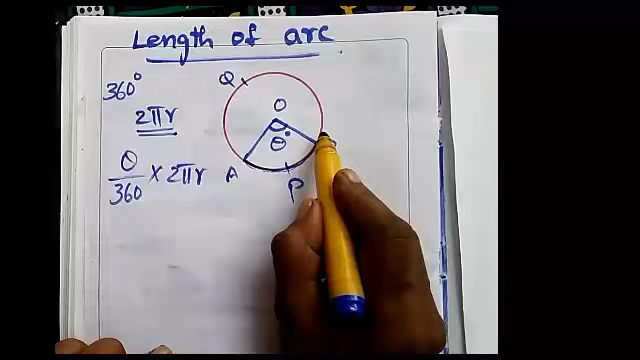 Length of arc
360°
2πr
θ/360 × 2πr
Q
O
θ°
A
P